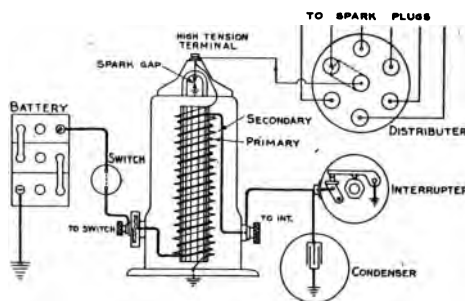 TO SPARK PLUGS
HIGH TENSION
TERMINAL
SPARK GAP
BATTERY
SECONDARY
DISTRIBUTER
PRIMARY
SWITCH
INTERRUPTER
TO SWITCH
TO INT.
CONDENSER